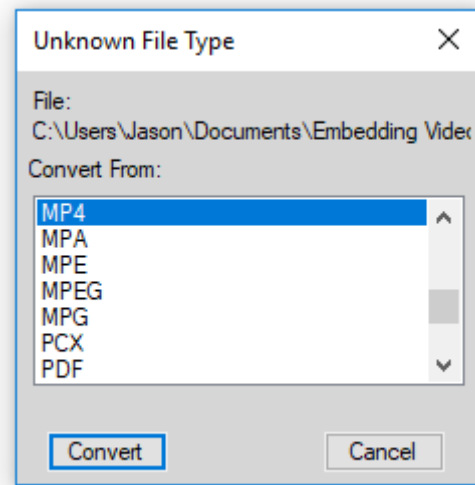 Unknown File Type
File:
C:\Users\Jason\Documents\Embedding Video
Convert From:
MP4
MPA
MPE
MPEG
MPG
PCX
PDF
Convert
Cancel